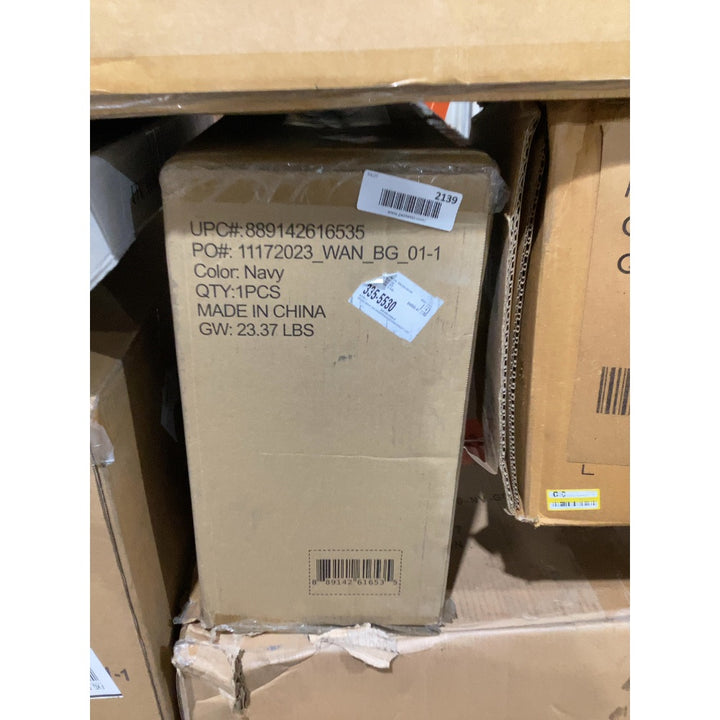 2139
UPC#:889142616535
PO#: 11172023_WAN_BG_01-1
Color: Navy
QTY:1PCS
MADE IN CHINA
GW: 23.37 LBS
335-5530
8 89142 61653 5
L